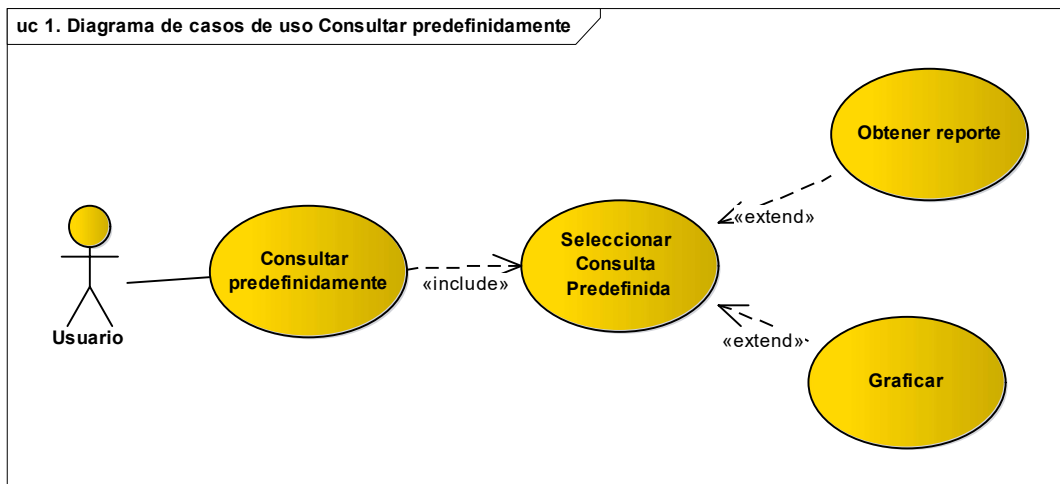 uc 1. Diagrama de casos de uso Consultar predefinidamente
Obtener reporte
«extend»
Seleccionar
Consulta
Predefinida
Consultar
predefinidamente
«include»
Usuario
«extend»
Graficar